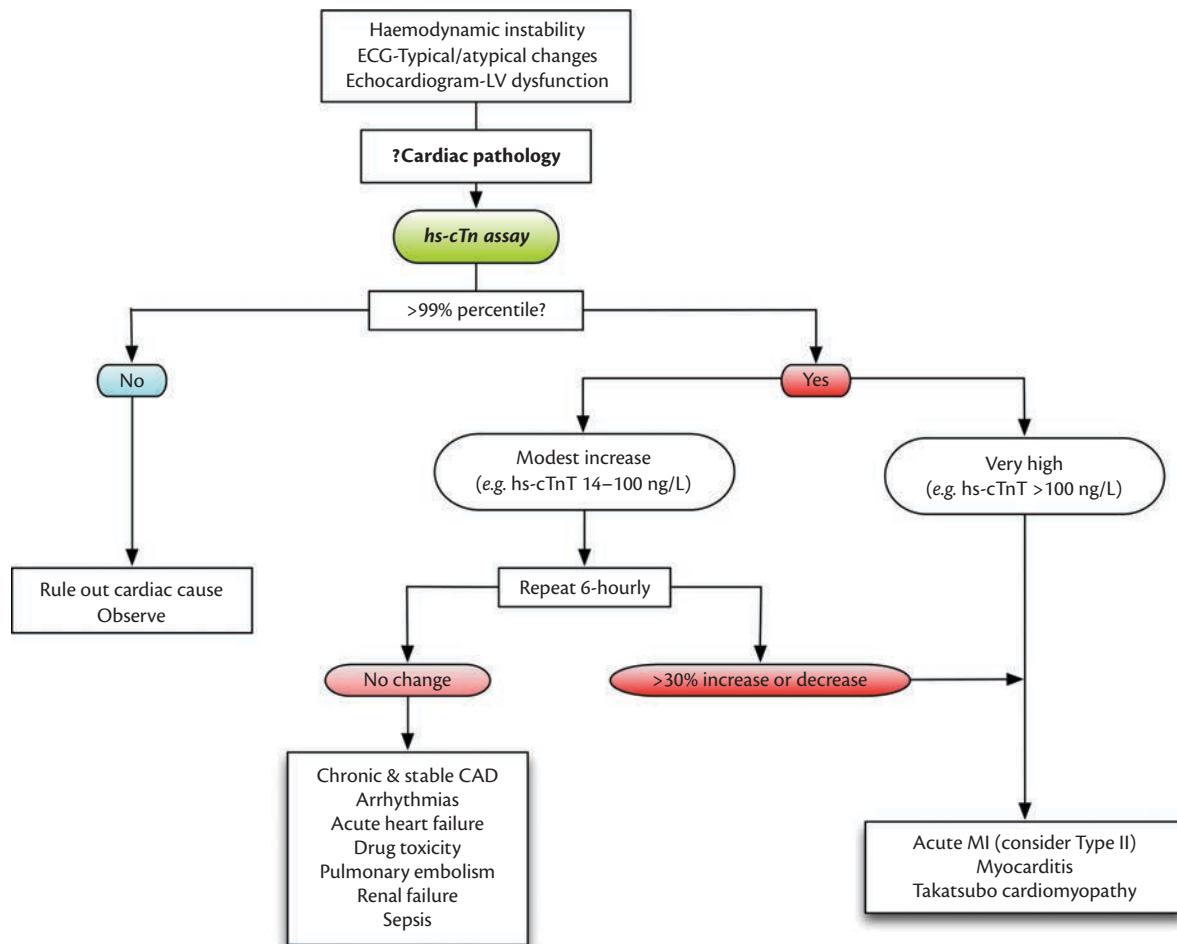 Haemodynamic instability
ECG-Typical/atypical changes
Echocardiogram-LV dysfunction
?Cardiac pathology
hs-cTn assay
>99% percentile?
No
Yes
Modest increase
(e.g. hs-cTnT 14–100 ng/L)
Very high
(e.g. hs-cTnT >100 ng/L)
Rule out cardiac cause
Observe
Repeat 6-hourly
No change
>30% increase or decrease
Chronic & stable CAD
Arrhythmias
Acute heart failure
Drug toxicity
Pulmonary embolism
Renal failure
Sepsis
Acute MI (consider Type II)
Myocarditis
Takatsubo cardiomyopathy